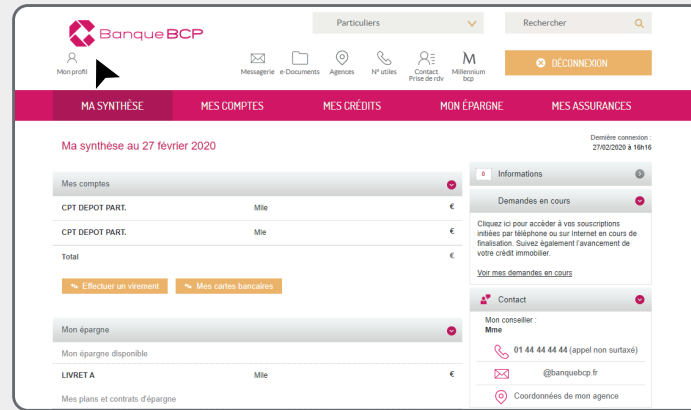 Banque BCP
Particuliers
Rechercher
Mon profil
Messagerie
e-Documents
Agences
N° utiles
Contact
Prise de rdv
Millennium
bcp
DÉCONNEXION
MA SYNTHÈSE
MES COMPTES
MES CRÉDITS
MON ÉPARGNE
MES ASSURANCES
Ma synthèse au 27 février 2020
Dernière connexion :
27/02/2020 à 16h16
Mes comptes
CPT DEPOT PART. Mlle €
CPT DEPOT PART. Mle €
Total €
Effectuer un virement
Mes cartes bancaires
Mon épargne
Mon épargne disponible
LIVRET A Mlle €
Mes plans et contrats d'épargne
0 Informations
Demandes en cours
Cliquez ici pour accéder à vos souscriptions
initiées par téléphone ou sur Internet en cours de
finalisation. Suivez également l'avancement de
votre crédit immobilier.
Voir mes demandes en cours
Contact
Mon conseiller :
Mme
01 44 44 44 44 (appel non surtaxé)
@banquebcp.fr
Coordonnées de mon agence